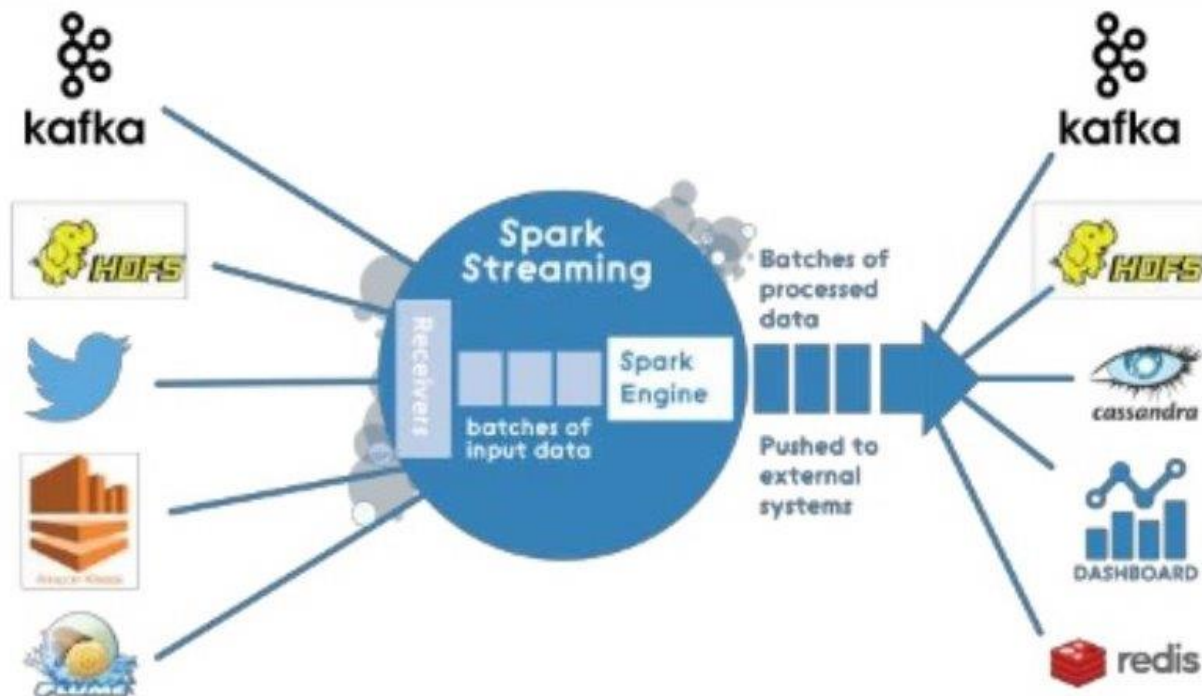 kafka
HDFS
FLUME
Spark
Streaming
Receivers
batches of
input data
Spark
Engine
Batches of
processed
data
Pushed to
external
systems
kafka
HDFS
cassandra
DASHBOARD
redis